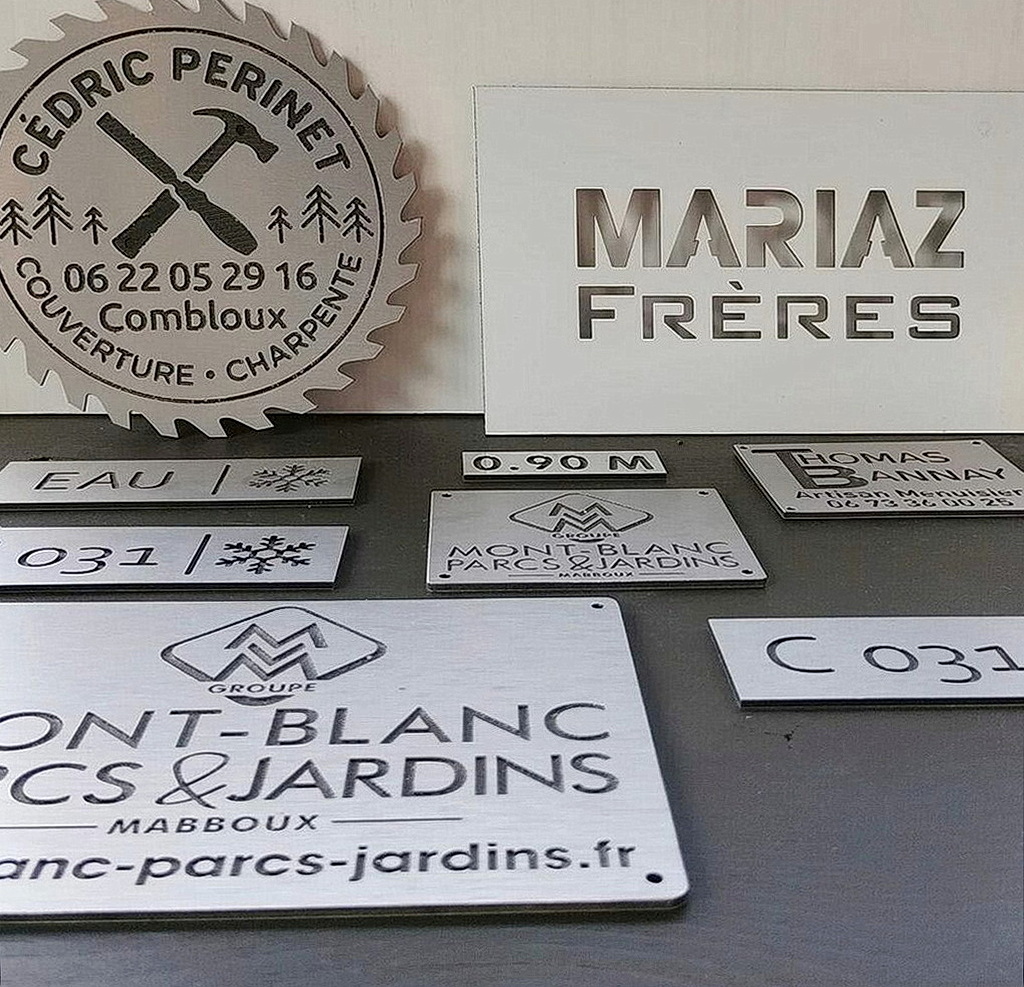 CÉDRIC PERINET
06 22 05 29 16
Combloux
COUVERTURE • CHARPENTE
MARIAZ
FRÈRES
EAU |
0.90 M
THOMAS
BANNAY
Artisan Menuisier
06 73 36 00 25
031 |
GROUPE
MONT-BLANC
PARCS & JARDINS
MABBOUX
C 031
GROUPE
ONT-BLANC
RCS & JARDINS
MABBOUX
anc-parcs-jardins.fr